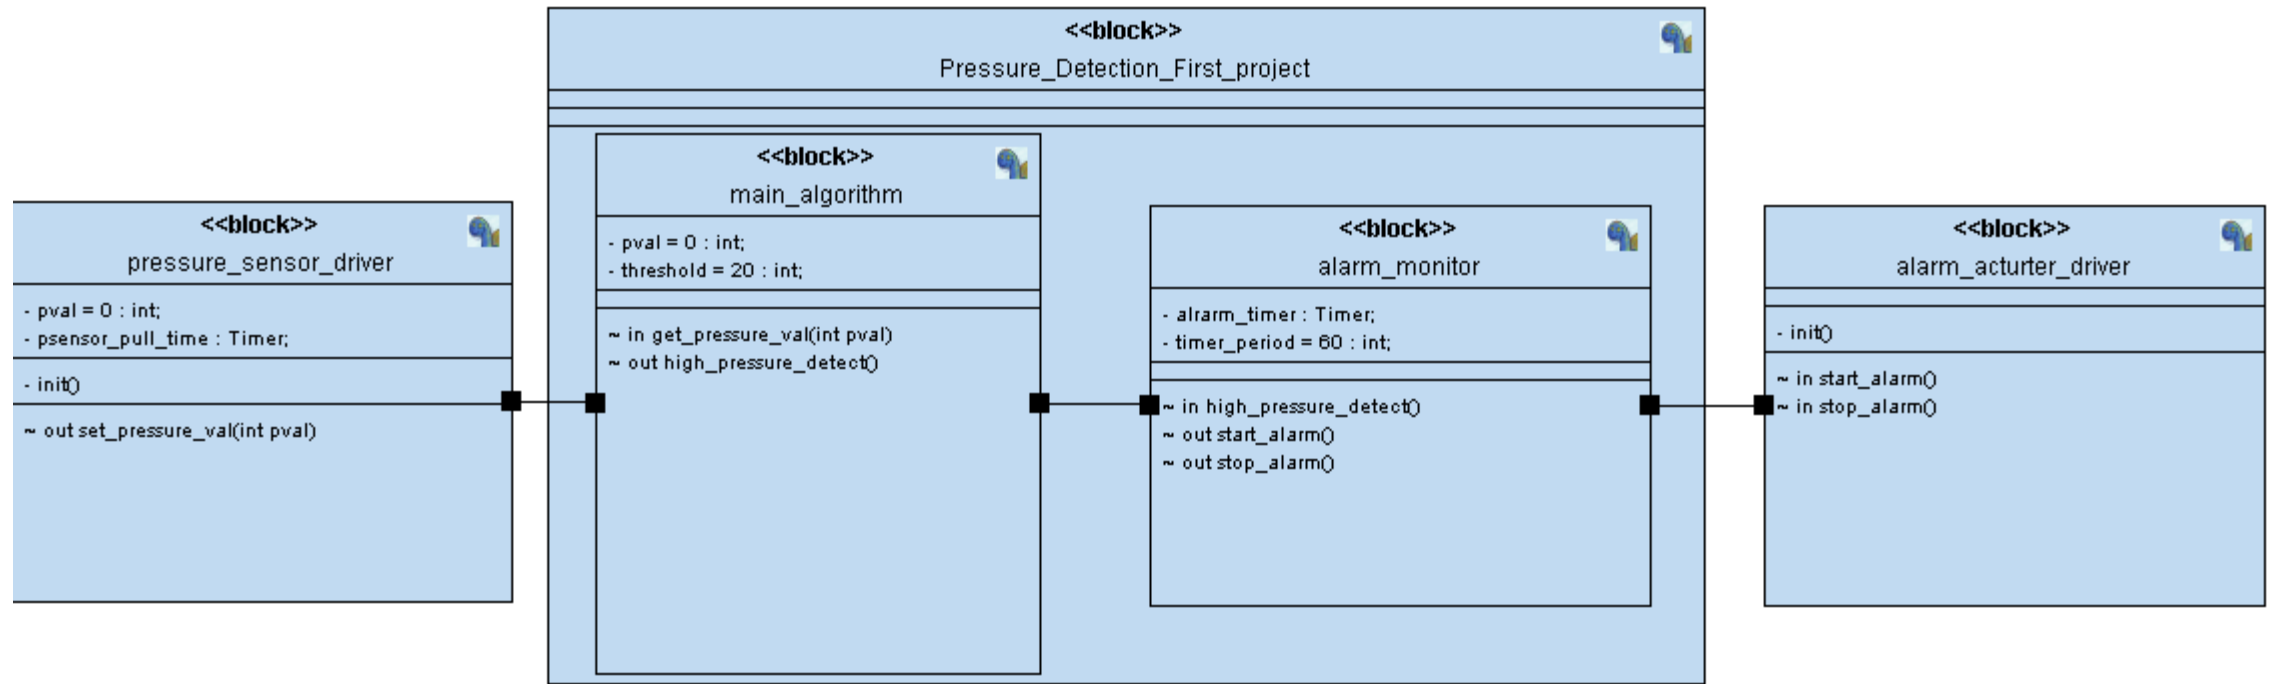 <<block>>
Pressure_Detection_First_project
<<block>>
pressure_sensor_driver
- pval = 0 : int;
- psensor_pull_time : Timer;
- init()
~ out set_pressure_val(int pval)
<<block>>
main_algorithm
- pval = 0 : int;
- threshold = 20 : int;
~ in get_pressure_val(int pval)
~ out high_pressure_detect()
<<block>>
alarm_monitor
- alrarm_timer : Timer;
- timer_period = 60 : int;
~ in high_pressure_detect()
~ out start_alarm()
~ out stop_alarm()
<<block>>
alarm_acturter_driver
- init()
~ in start_alarm()
~ in stop_alarm()